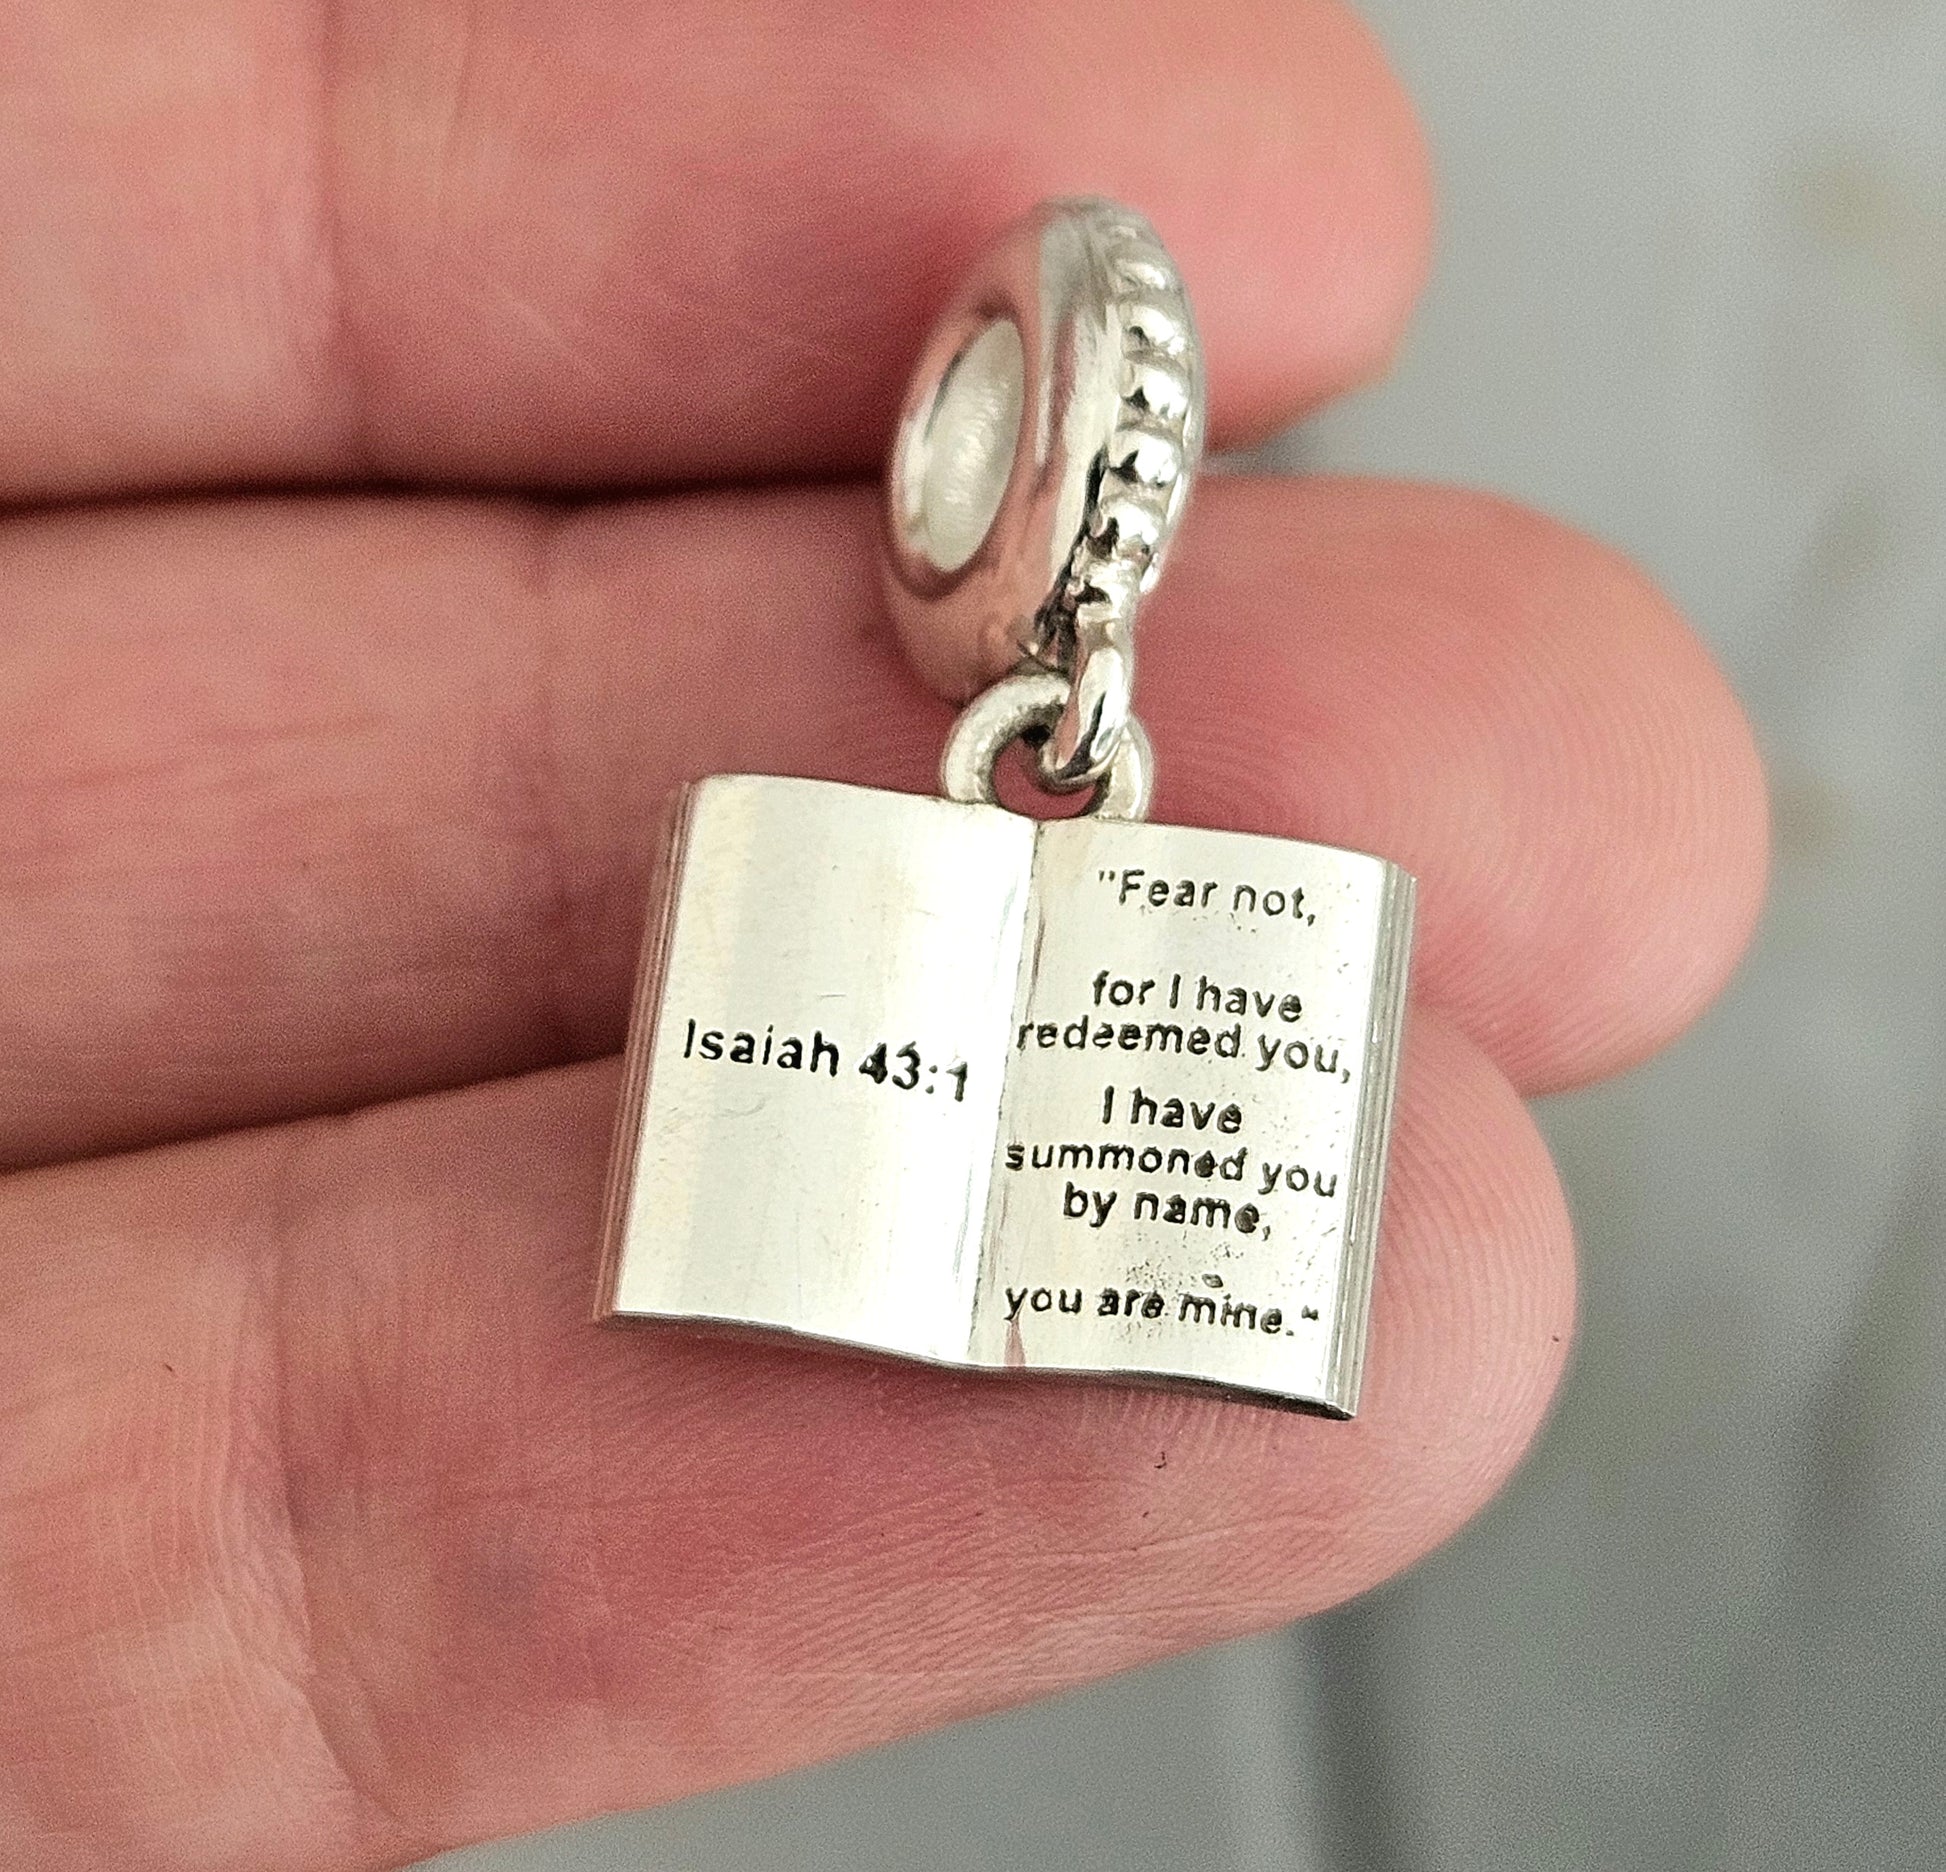 Isaiah 43:1
"Fear not,
for I have
redeemed you,
I have
summoned you
by name,
you are mine."